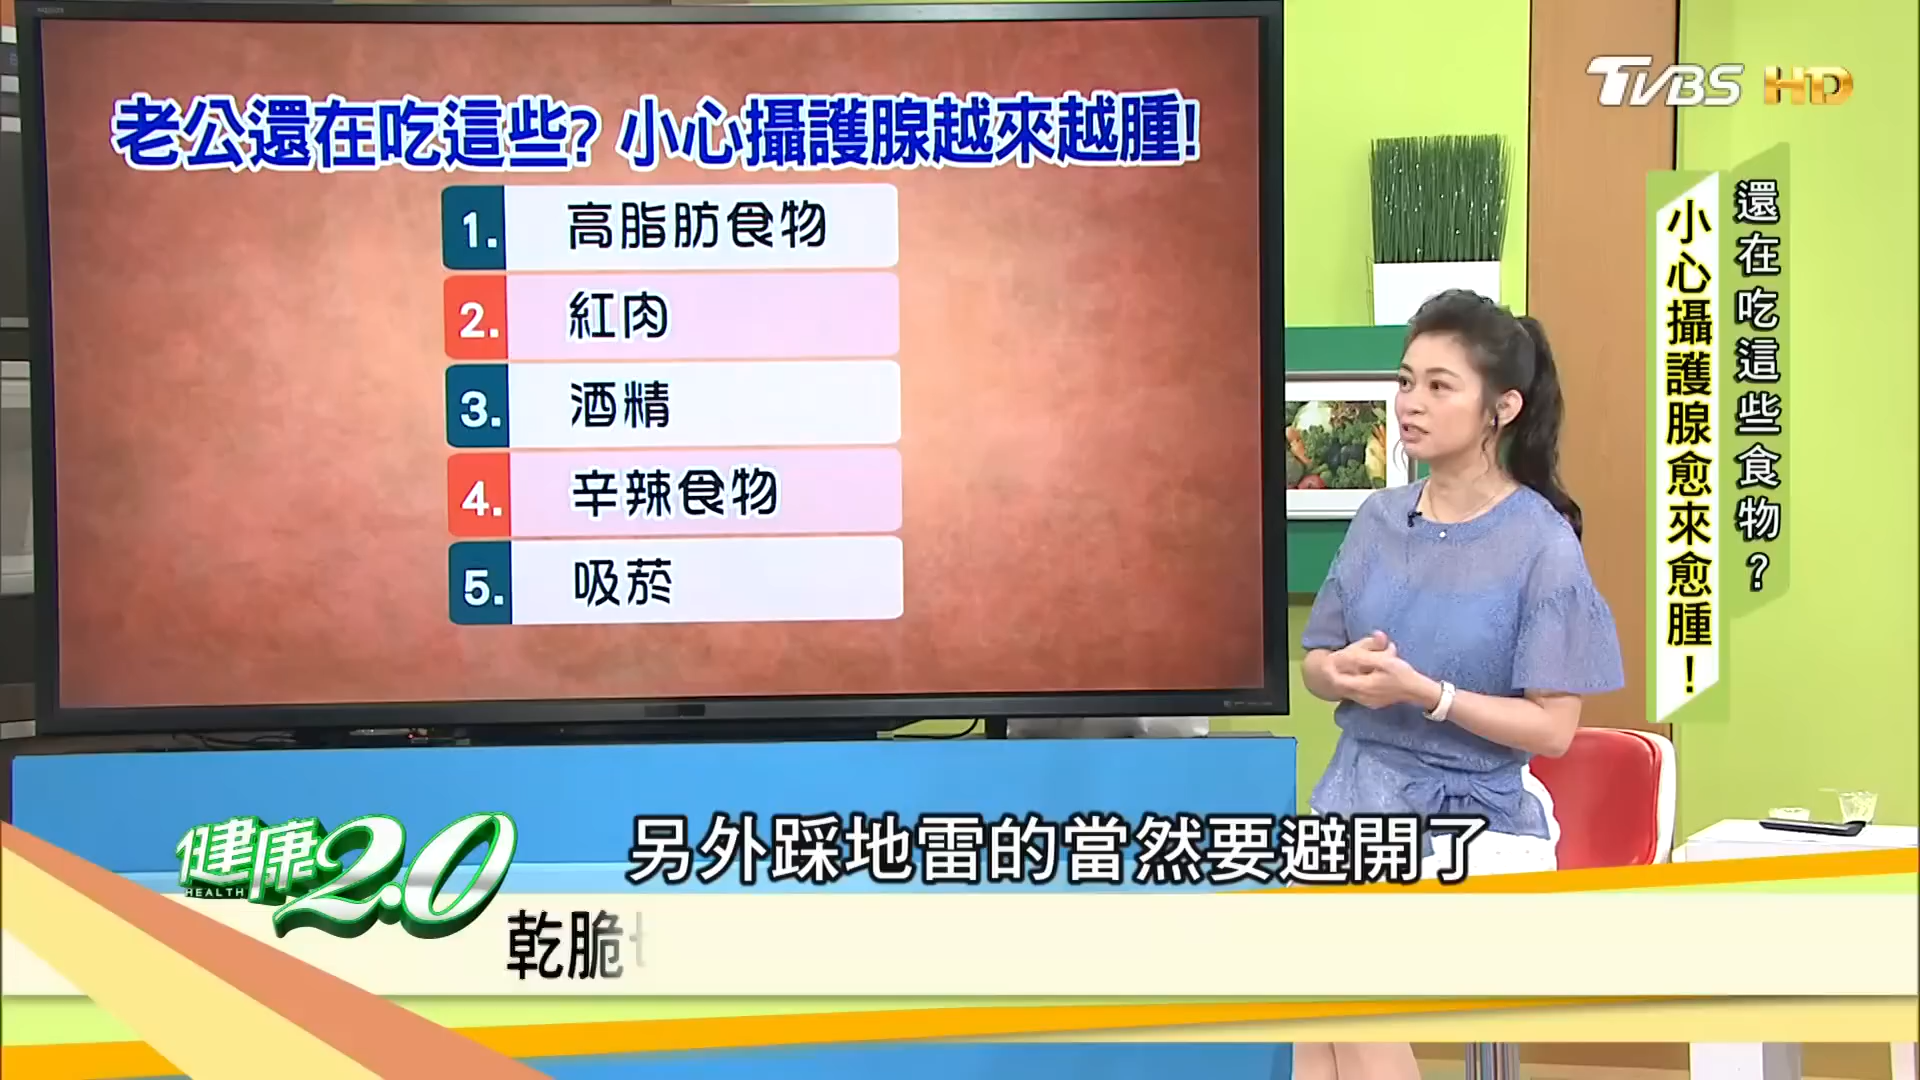 老公還在吃這些? 小心攝護腺越來越腫!
1. 高脂肪食物
2. 紅肉
3. 酒精
4. 辛辣食物
5. 吸菸
TVBS HD
還在吃這些食物？
小心攝護腺愈來愈腫！
健康2.0
HEALTH
另外踩地雷的當然要避開了
乾脆